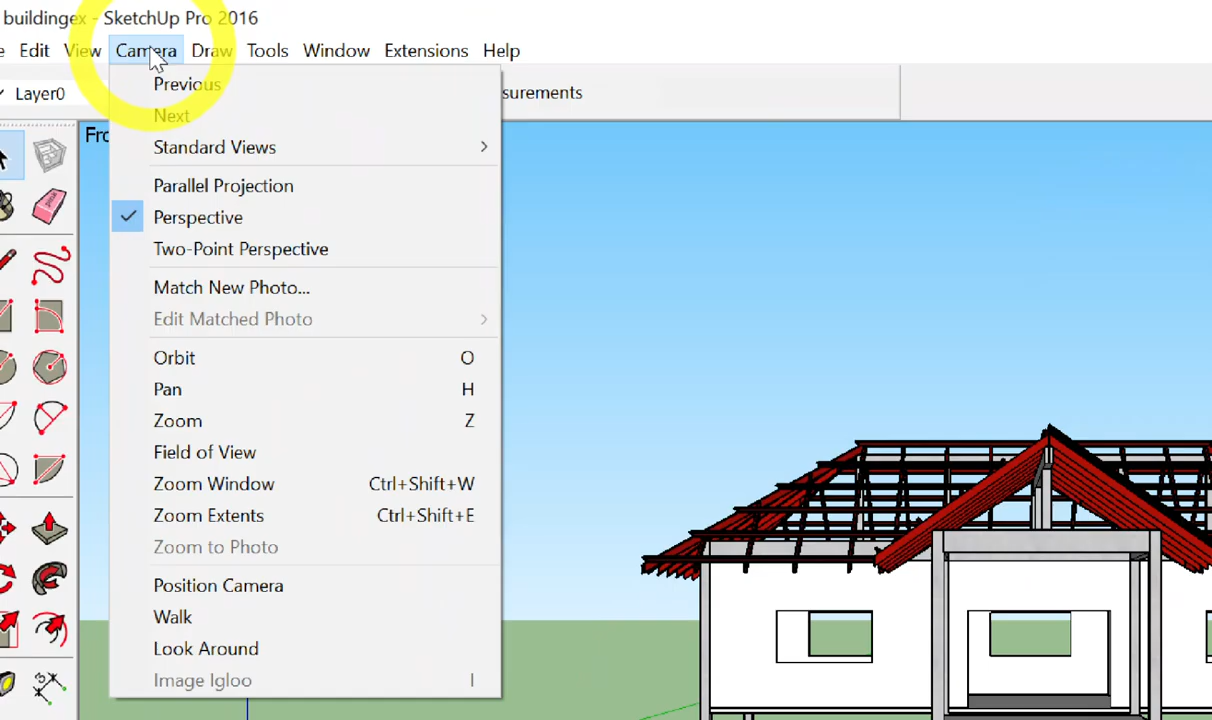 buildingex - SketchUp Pro 2016
Edit View Camera Draw Tools Window Extensions Help
Layer0
surements
Previous
Next
Standard Views
Parallel Projection
Perspective
Two-Point Perspective
Match New Photo...
Edit Matched Photo
Orbit O
Pan H
Zoom Z
Field of View
Zoom Window Ctrl+Shift+W
Zoom Extents Ctrl+Shift+E
Zoom to Photo
Position Camera
Walk
Look Around
Image Igloo I